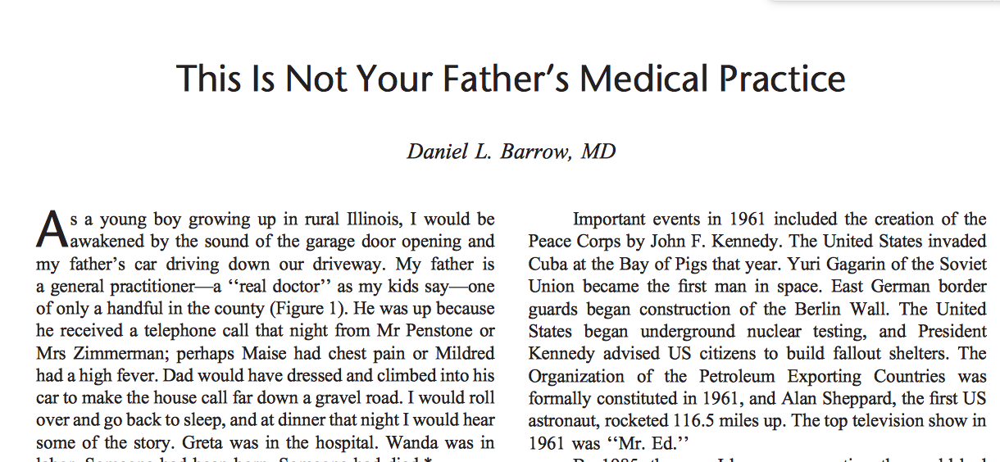 This Is Not Your Father's Medical Practice
Daniel L. Barrow, MD
As a young boy growing up in rural Illinois, I would be
awakened by the sound of the garage door opening and
my father's car driving down our driveway. My father is
a general practitioner—a ‘‘real doctor’’ as my kids say—one
of only a handful in the county (Figure 1). He was up because
he received a telephone call that night from Mr Penstone or
Mrs Zimmerman; perhaps Maise had chest pain or Mildred
had a high fever. Dad would have dressed and climbed into his
car to make the house call far down a gravel road. I would roll
over and go back to sleep, and at dinner that night I would hear
some of the story. Greta was in the hospital. Wanda was in
Important events in 1961 included the creation of the
Peace Corps by John F. Kennedy. The United States invaded
Cuba at the Bay of Pigs that year. Yuri Gagarin of the Soviet
Union became the first man in space. East German border
guards began construction of the Berlin Wall. The United
States began underground nuclear testing, and President
Kennedy advised US citizens to build fallout shelters. The
Organization of the Petroleum Exporting Countries was
formally constituted in 1961, and Alan Sheppard, the first US
astronaut, rocketed 116.5 miles up. The top television show in
1961 was ‘‘Mr. Ed.’’